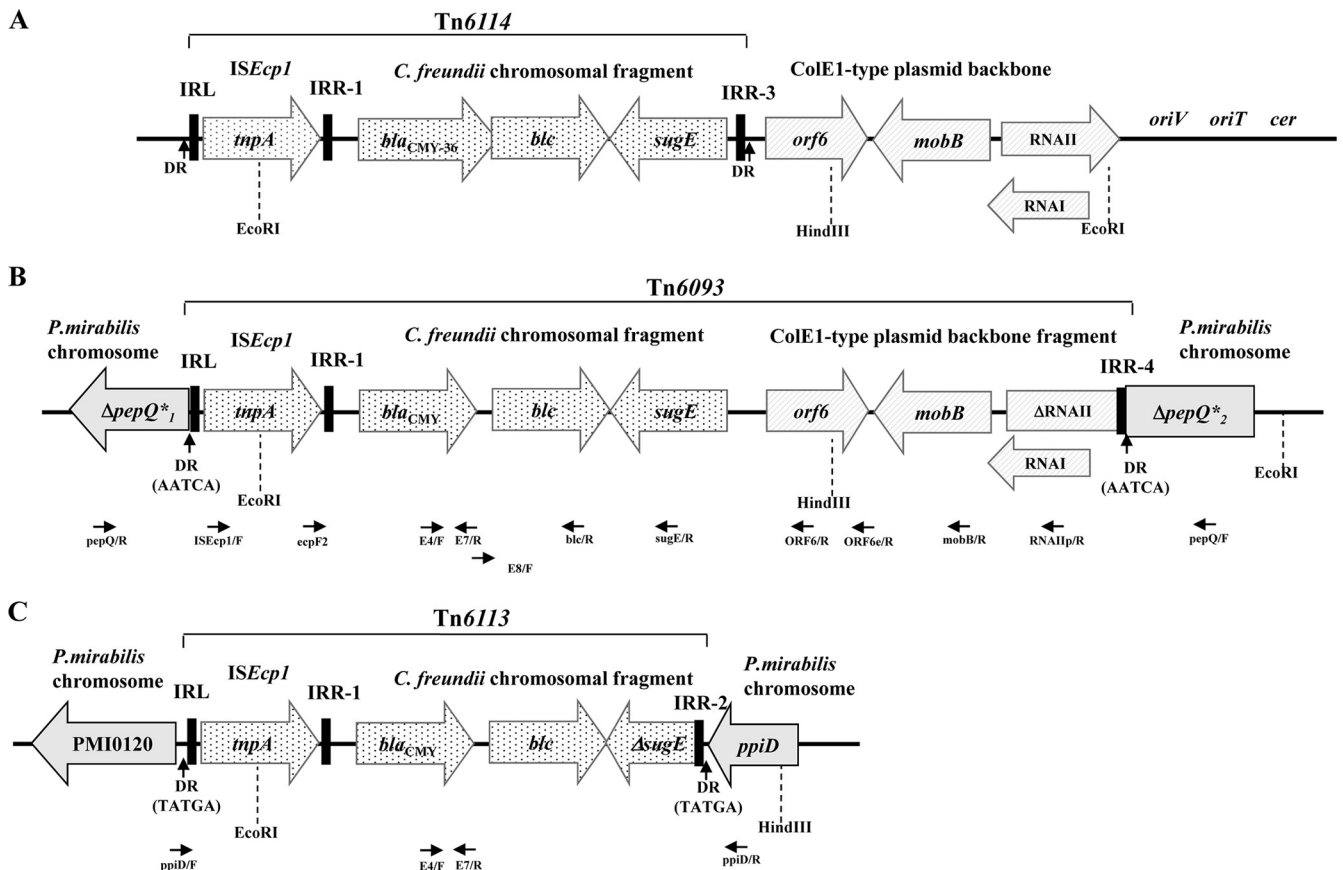 A
Tn6114
ISEcp1
C. freundii chromosomal fragment
ColE1-type plasmid backbone
IRL
IRR-1
IRR-3
tnpA
blaCMY-36
blc
sugE
orf6
mobB
RNAII
oriV oriT cer
DR
DR
RNAI
EcoRI
HindIII
EcoRI
B
Tn6093
P.mirabilis
chromosome
ISEcp1
C. freundii chromosomal fragment
ColE1-type plasmid backbone fragment
P.mirabilis
chromosome
IRL
IRR-1
IRR-4
ΔpepQ*1
tnpA
blaCMY
blc
sugE
orf6
mobB
ΔRNAII
ΔpepQ*2
DR
(AATCA)
RNAI
DR
(AATCA)
EcoRI
HindIII
EcoRI
pepQ/R
ISEcp1/F
ecpF2
E4/F
E7/R
blc/R
sugE/R
ORF6/R
ORF6e/R
mobB/R
RNAIIp/R
pepQ/F
E8/F
C
Tn6113
P.mirabilis
chromosome
ISEcp1
C. freundii chromosomal fragment
P.mirabilis
chromosome
IRL
IRR-1
IRR-2
PMI0120
tnpA
blaCMY
blc
ΔsugE
ppiD
DR
(TATGA)
DR
(TATGA)
EcoRI
HindIII
ppiD/F
E4/F
E7/R
ppiD/R